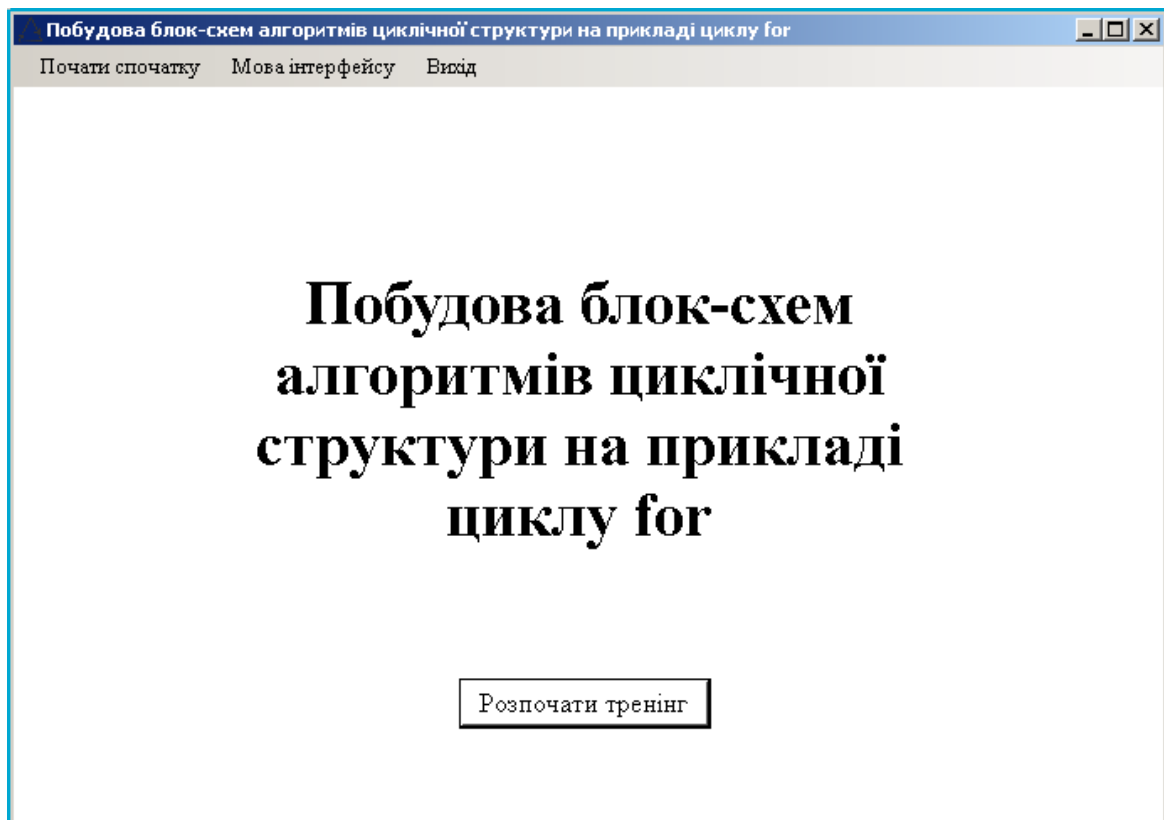 Побудова блок-схем алгоритмів циклічної структури на прикладі циклу for
Почати спочатку Мова інтерфейсу Вихід
Побудова блок-схем
алгоритмів циклічної
структури на прикладі
циклу for
Розпочати тренінг